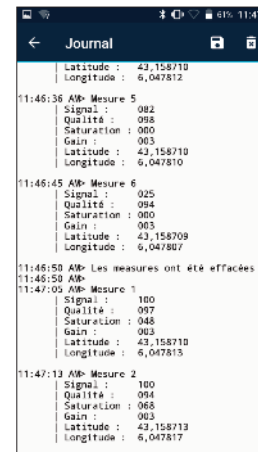 61% 11:47
Journal
| Latitude : 43,158710
| Longitude : 6,047812
11:46:36 AM> Mesure 5
| Signal : 082
| Qualité : 098
| Saturation : 000
| Gain : 003
| Latitude : 43,158710
| Longitude : 6,047810
11:46:45 AM> Mesure 6
| Signal : 025
| Qualité : 094
| Saturation : 000
| Gain : 003
| Latitude : 43,158709
| Longitude : 6,047807
11:46:50 AM> Les measures ont été effacées
11:46:50 AM>
11:47:05 AM> Mesure 1
| Signal : 100
| Qualité : 097
| Saturation : 048
| Gain : 003
| Latitude : 43,158710
| Longitude : 6,047813
11:47:13 AM> Mesure 2
| Signal : 100
| Qualité : 094
| Saturation : 068
| Gain : 003
| Latitude : 43,158713
| Longitude : 6,047817